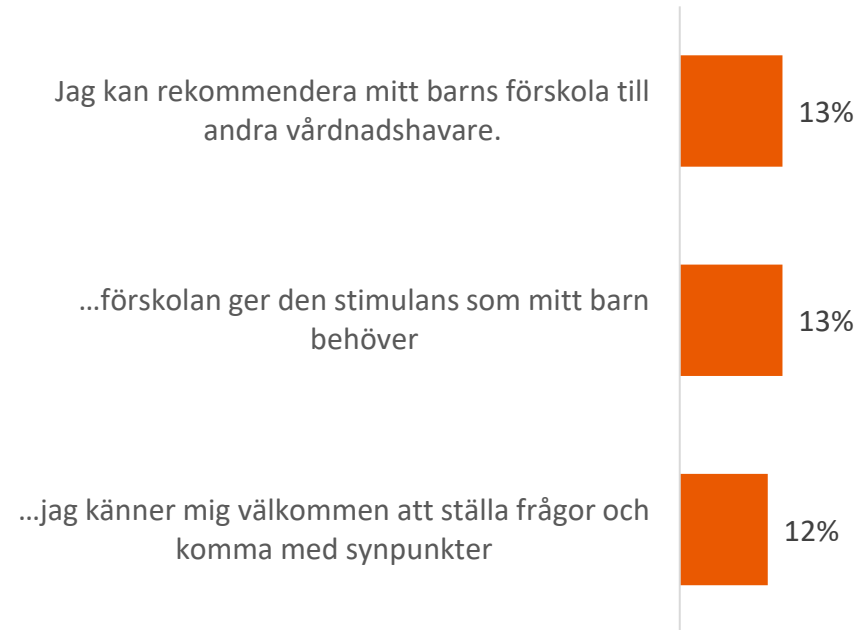 Jag kan rekommendera mitt barns förskola till
andra vårdnadshavare.
13%
...förskolan ger den stimulans som mitt barn
behöver
13%
...jag känner mig välkommen att ställa frågor och
komma med synpunkter
12%